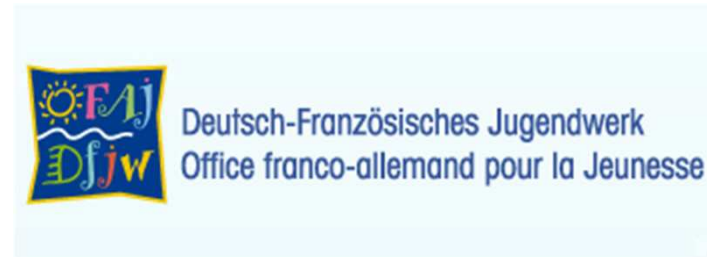 OFAJ
Dfjw
Deutsch-Französisches Jugendwerk
Office franco-allemand pour la Jeunesse